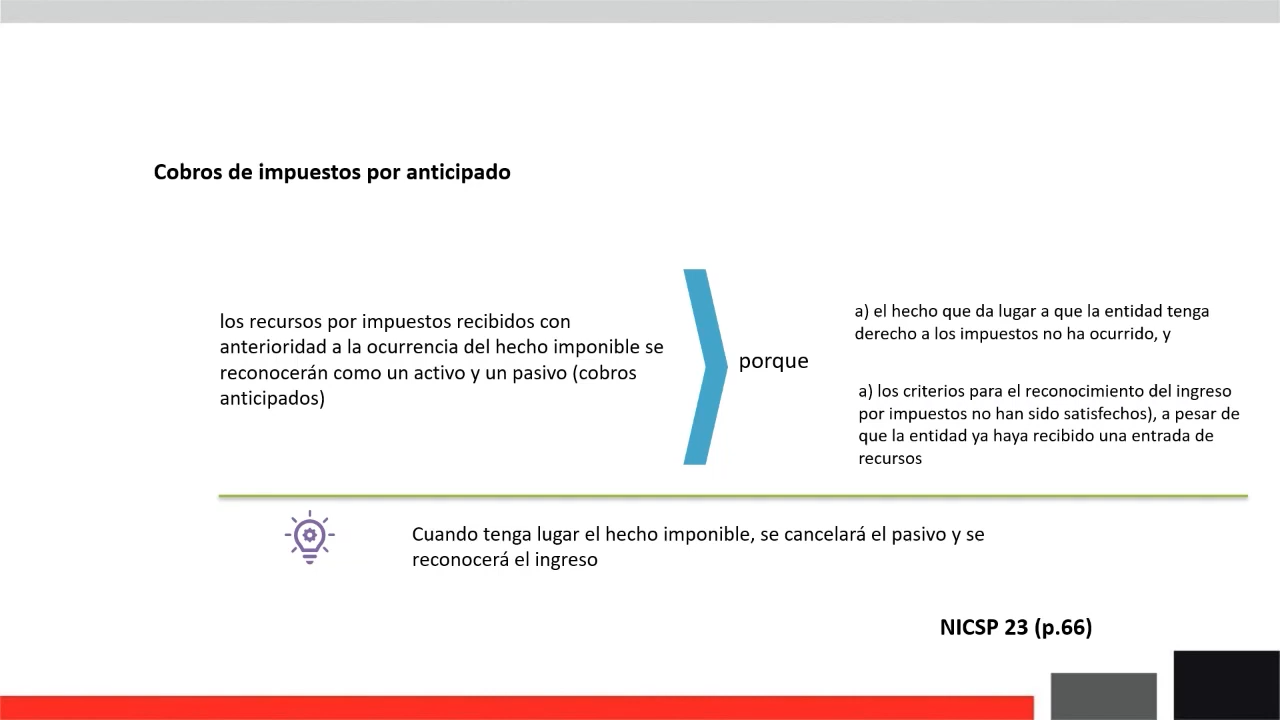 Cobros de impuestos por anticipado
los recursos por impuestos recibidos con
anterioridad a la ocurrencia del hecho imponible se
reconocerán como un activo y un pasivo (cobros
anticipados)
porque
a) el hecho que da lugar a que la entidad tenga
derecho a los impuestos no ha ocurrido, y
a) los criterios para el reconocimiento del ingreso
por impuestos no han sido satisfechos), a pesar de
que la entidad ya haya recibido una entrada de
recursos
Cuando tenga lugar el hecho imponible, se cancelará el pasivo y se
reconocerá el ingreso
NICSP 23 (p.66)